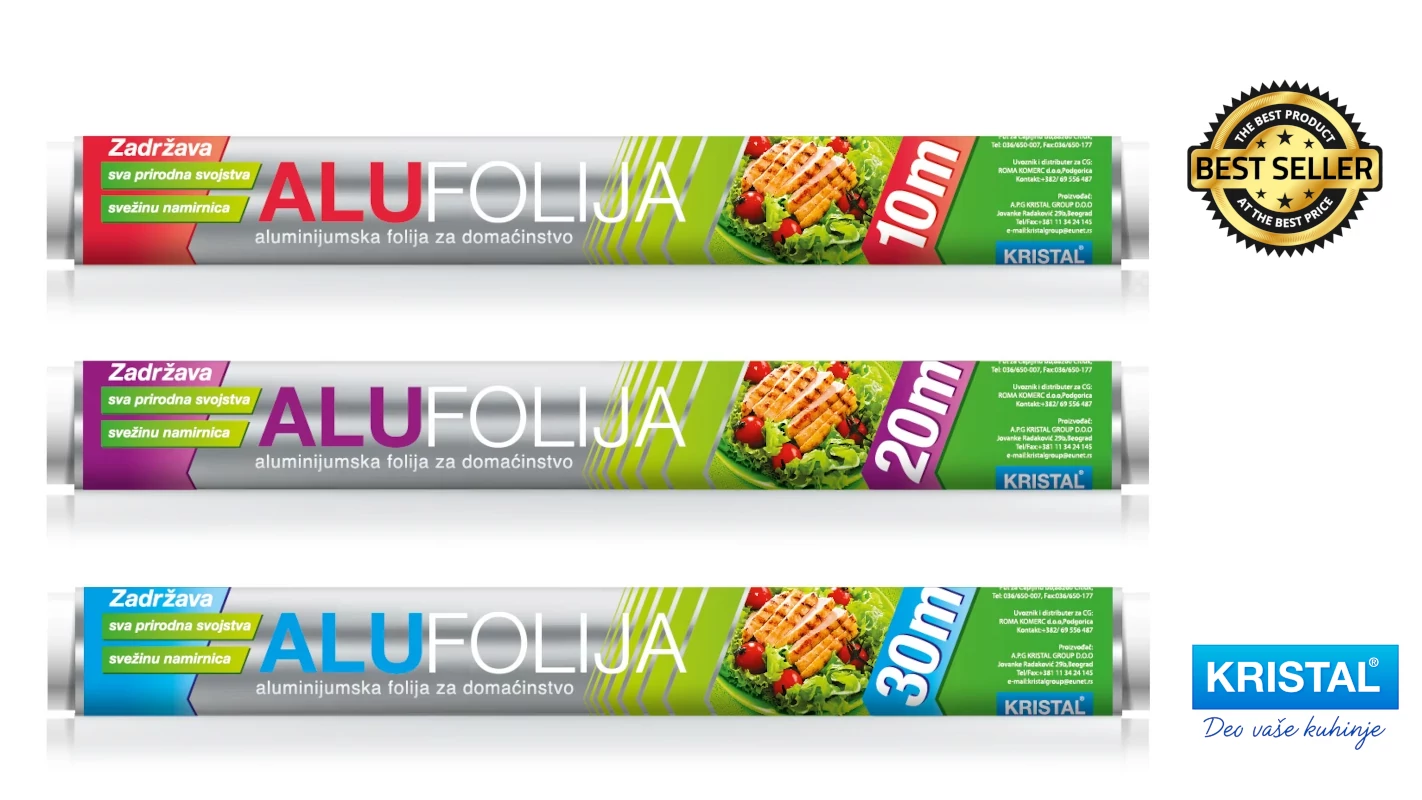 Zadržava
sva prirodna svojstva
svežinu namirnica
ALUFOLIJA
aluminijumska folija za domaćinstvo
10m
Tel: 036/650-007, Fax:036/650-177
Uvoznik i distributer za CG:
ROMA KOMERC d.o.o,Podgorica
Kontakt:+382/ 69 556 487
Proizvođač:
A.P.G KRISTAL GROUP D.O.O
Jovanke Radaković 29b,Beograd
Tel/Fax:+381 11 34 24 145
e-mail:kristalgroup@eunet.rs
KRISTAL®
THE BEST PRODUCT
BEST SELLER
AT THE BEST PRICE
Zadržava
sva prirodna svojstva
svežinu namirnica
ALUFOLIJA
aluminijumska folija za domaćinstvo
20m
Tel: 036/650-007, Fax:036/650-177
Uvoznik i distributer za CG:
ROMA KOMERC d.o.o,Podgorica
Kontakt:+382/ 69 556 487
Proizvođač:
A.P.G KRISTAL GROUP D.O.O
Jovanke Radaković 29b,Beograd
Tel/Fax:+381 11 34 24 145
e-mail:kristalgroup@eunet.rs
KRISTAL®
Zadržava
sva prirodna svojstva
svežinu namirnica
ALUFOLIJA
aluminijumska folija za domaćinstvo
30m
Tel: 036/650-007, Fax:036/650-177
Uvoznik i distributer za CG:
ROMA KOMERC d.o.o,Podgorica
Kontakt:+382/ 69 556 487
Proizvođač:
A.P.G KRISTAL GROUP D.O.O
Jovanke Radaković 29b,Beograd
Tel/Fax:+381 11 34 24 145
e-mail:kristalgroup@eunet.rs
KRISTAL®
KRISTAL®
Deo vaše kuhinje